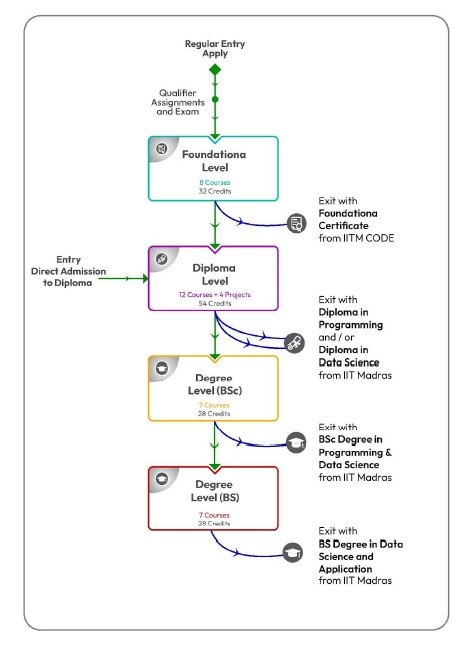 Regular Entry
Apply
Qualifier
Assignments
and Exam
Foundationa
Level
8 Courses
32 Credits
Exit with
Foundationa
Certificate
from IITM CODE
Entry
Direct Admission
to Diploma
Diploma
Level
12 Courses + 4 Projects
54 Credits
Exit with
Diploma in
Programming
and / or
Diploma in
Data Science
from IIT Madras
Degree
Level (BSc)
7 Courses
28 Credits
Exit with
BSc Degree in
Programming &
Data Science
from IIT Madras
Degree
Level (BS)
7 Courses
28 Credits
Exit with
BS Degree in Data
Science and
Application
from IIT Madras